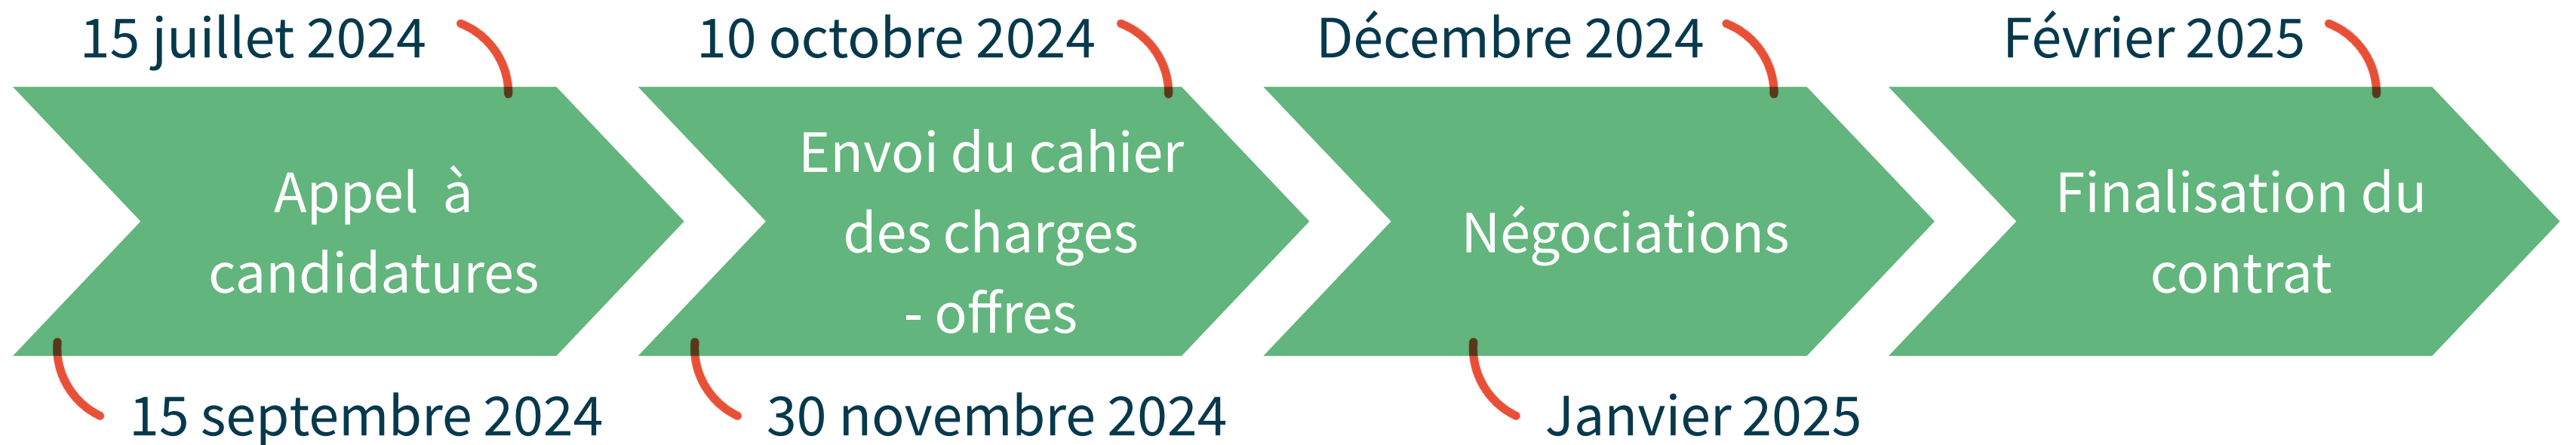 15 juillet 2024
Appel à
candidatures
15 septembre 2024
10 octobre 2024
Envoi du cahier
des charges
- offres
30 novembre 2024
Décembre 2024
Négociations
Janvier 2025
Février 2025
Finalisation du
contrat